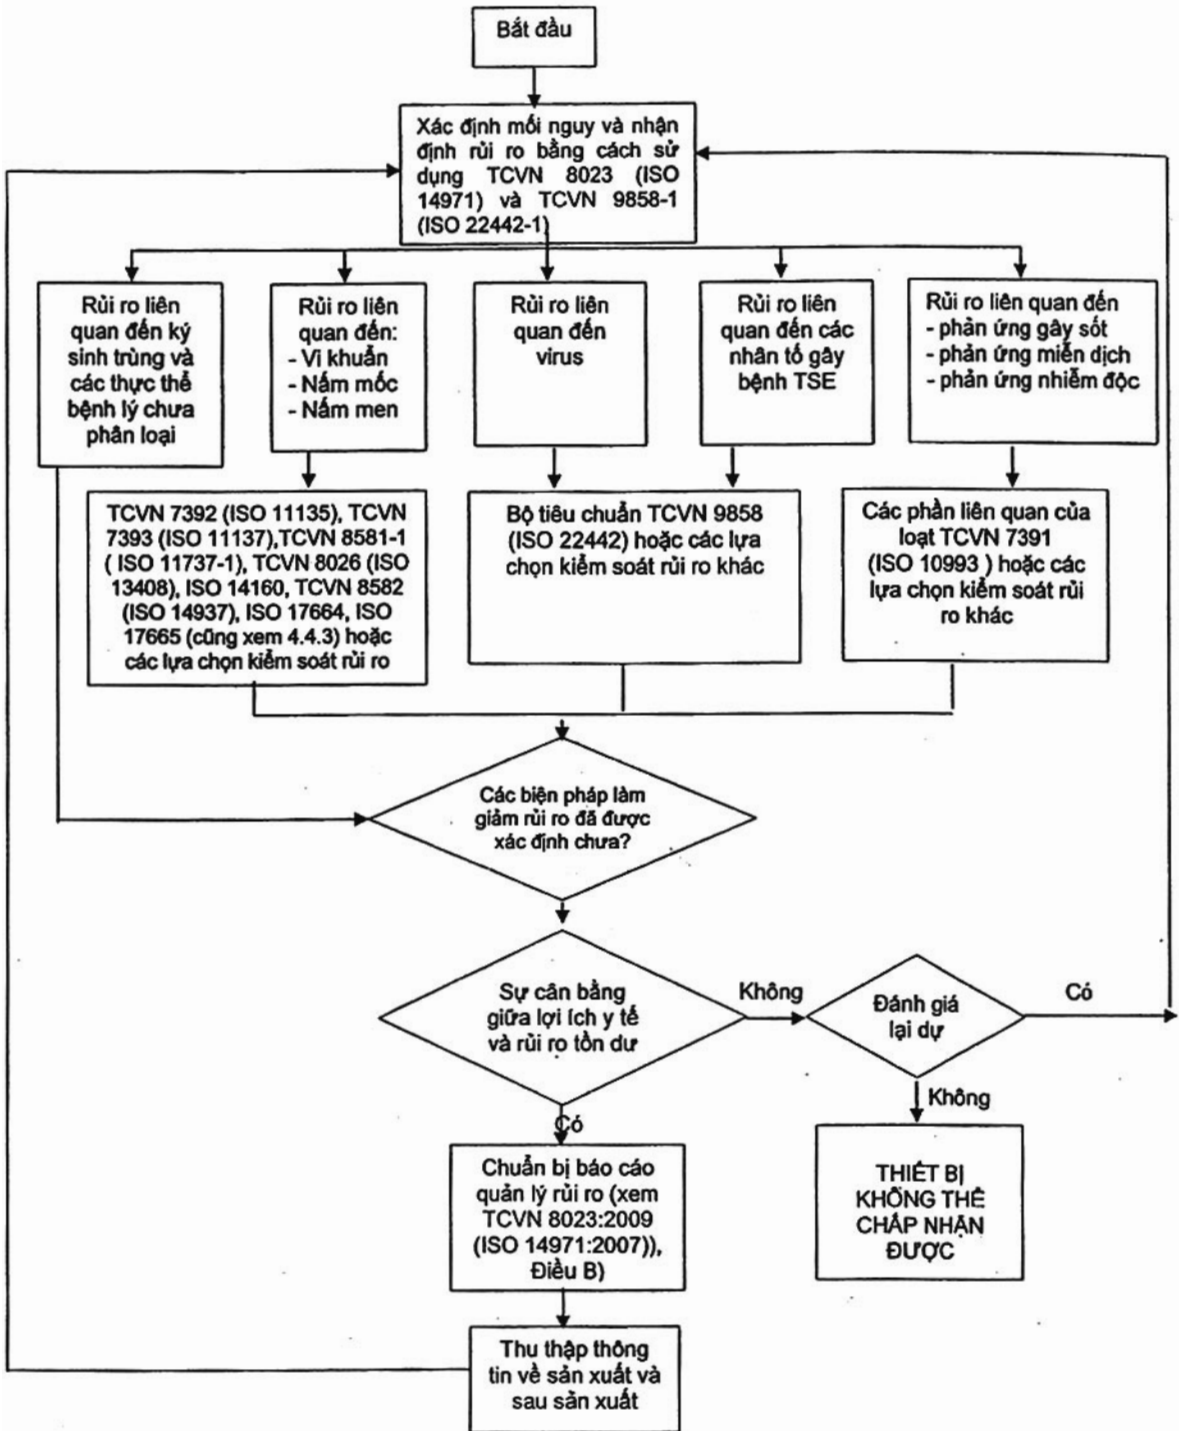 Bắt đầu
Xác định mối nguy và nhận
định rủi ro bằng cách sử
dụng TCVN 8023 (ISO
14971) và TCVN 9858-1
(ISO 22442-1)
Rủi ro liên
quan đến ký
sinh trùng và
các thực thể
bệnh lý chưa
phân loại
Rủi ro liên
quan đến:
- Vi khuẩn
- Nấm mốc
- Nấm men
Rủi ro liên
quan đến
virus
Rủi ro liên
quan đến các
nhân tố gây
bệnh TSE
Rủi ro liên quan đến
- phản ứng gây sốt
- phản ứng miễn dịch
- phản ứng nhiễm độc
TCVN 7392 (ISO 11135), TCVN
7393 (ISO 11137),TCVN 8581-1
( ISO 11737-1), TCVN 8026 (ISO
13408), ISO 14160, TCVN 8582
(ISO 14937), ISO 17664, ISO
17665 (cũng xem 4.4.3) hoặc
các lựa chọn kiểm soát rủi ro
Bộ tiêu chuẩn TCVN 9858
(ISO 22442) hoặc các lựa
chọn kiểm soát rủi ro khác
Các phần liên quan của
loạt TCVN 7391
(ISO 10993 ) hoặc các
lựa chọn kiểm soát rủi
ro khác
Các biện pháp làm
giảm rủi ro đã được
xác định chưa?
Sự cân bằng
giữa lợi ích y tế
và rủi ro tồn dư
Không
Đánh giá
lại dự
Có
Không
Có
Chuẩn bị báo cáo
quản lý rủi ro (xem
TCVN 8023:2009
(ISO 14971:2007)),
Điều B)
THIẾT BỊ
KHÔNG THỂ
CHẤP NHẬN
ĐƯỢC
Thu thập thông
tin về sản xuất và
sau sản xuất